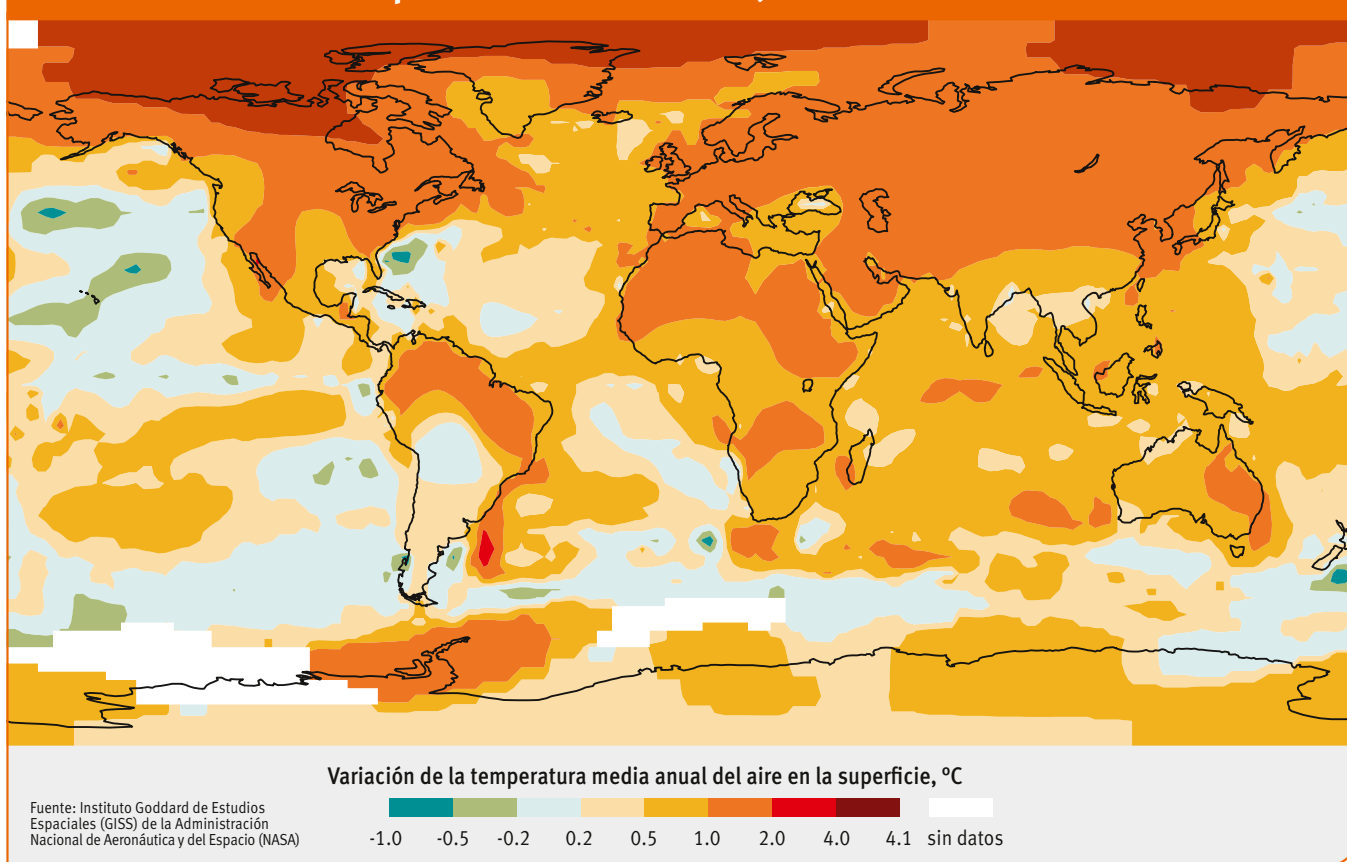 Variación de la temperatura media anual del aire en la superficie, ºC
Fuente: Instituto Goddard de Estudios
Espaciales (GISS) de la Administración
Nacional de Aeronáutica y del Espacio (NASA)
-1.0 -0.5 -0.2 0.2 0.5 1.0 2.0 4.0 4.1 sin datos